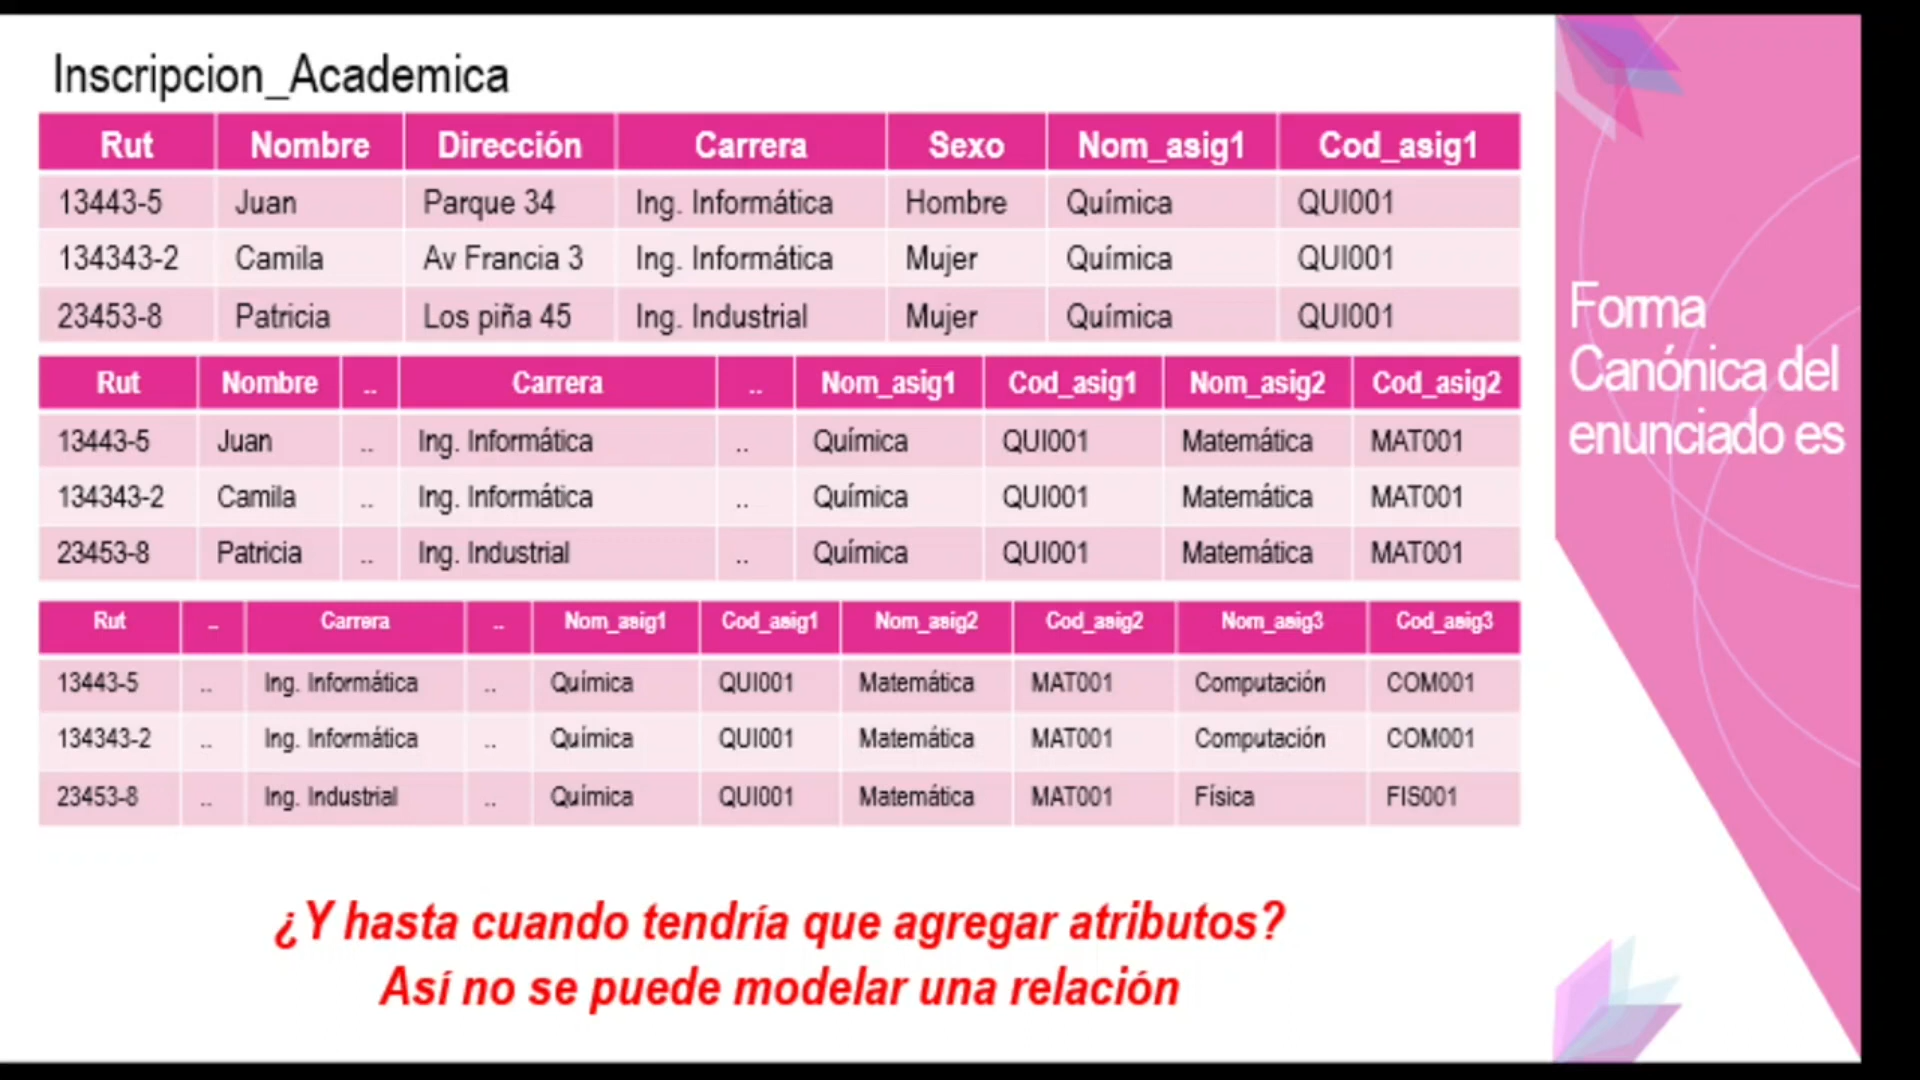 Inscripcion_Academica
Rut Nombre Dirección Carrera Sexo Nom_asig1 Cod_asig1
13443-5 Juan Parque 34 Ing. Informática Hombre Química QUI001
134343-2 Camila Av Francia 3 Ing. Informática Mujer Química QUI001
23453-8 Patricia Los piña 45 Ing. Industrial Mujer Química QUI001
Rut Nombre .. Carrera .. Nom_asig1 Cod_asig1 Nom_asig2 Cod_asig2
13443-5 Juan .. Ing. Informática .. Química QUI001 Matemática MAT001
134343-2 Camila .. Ing. Informática .. Química QUI001 Matemática MAT001
23453-8 Patricia .. Ing. Industrial .. Química QUI001 Matemática MAT001
Rut .. Carrera .. Nom_asig1 Cod_asig1 Nom_asig2 Cod_asig2 Nom_asig3 Cod_asig3
13443-5 .. Ing. Informática .. Química QUI001 Matemática MAT001 Computación COM001
134343-2 .. Ing. Informática .. Química QUI001 Matemática MAT001 Computación COM001
23453-8 .. Ing. Industrial .. Química QUI001 Matemática MAT001 Física FIS001
¿Y hasta cuando tendría que agregar atributos?
Así no se puede modelar una relación
Forma
Canónica del
enunciado es